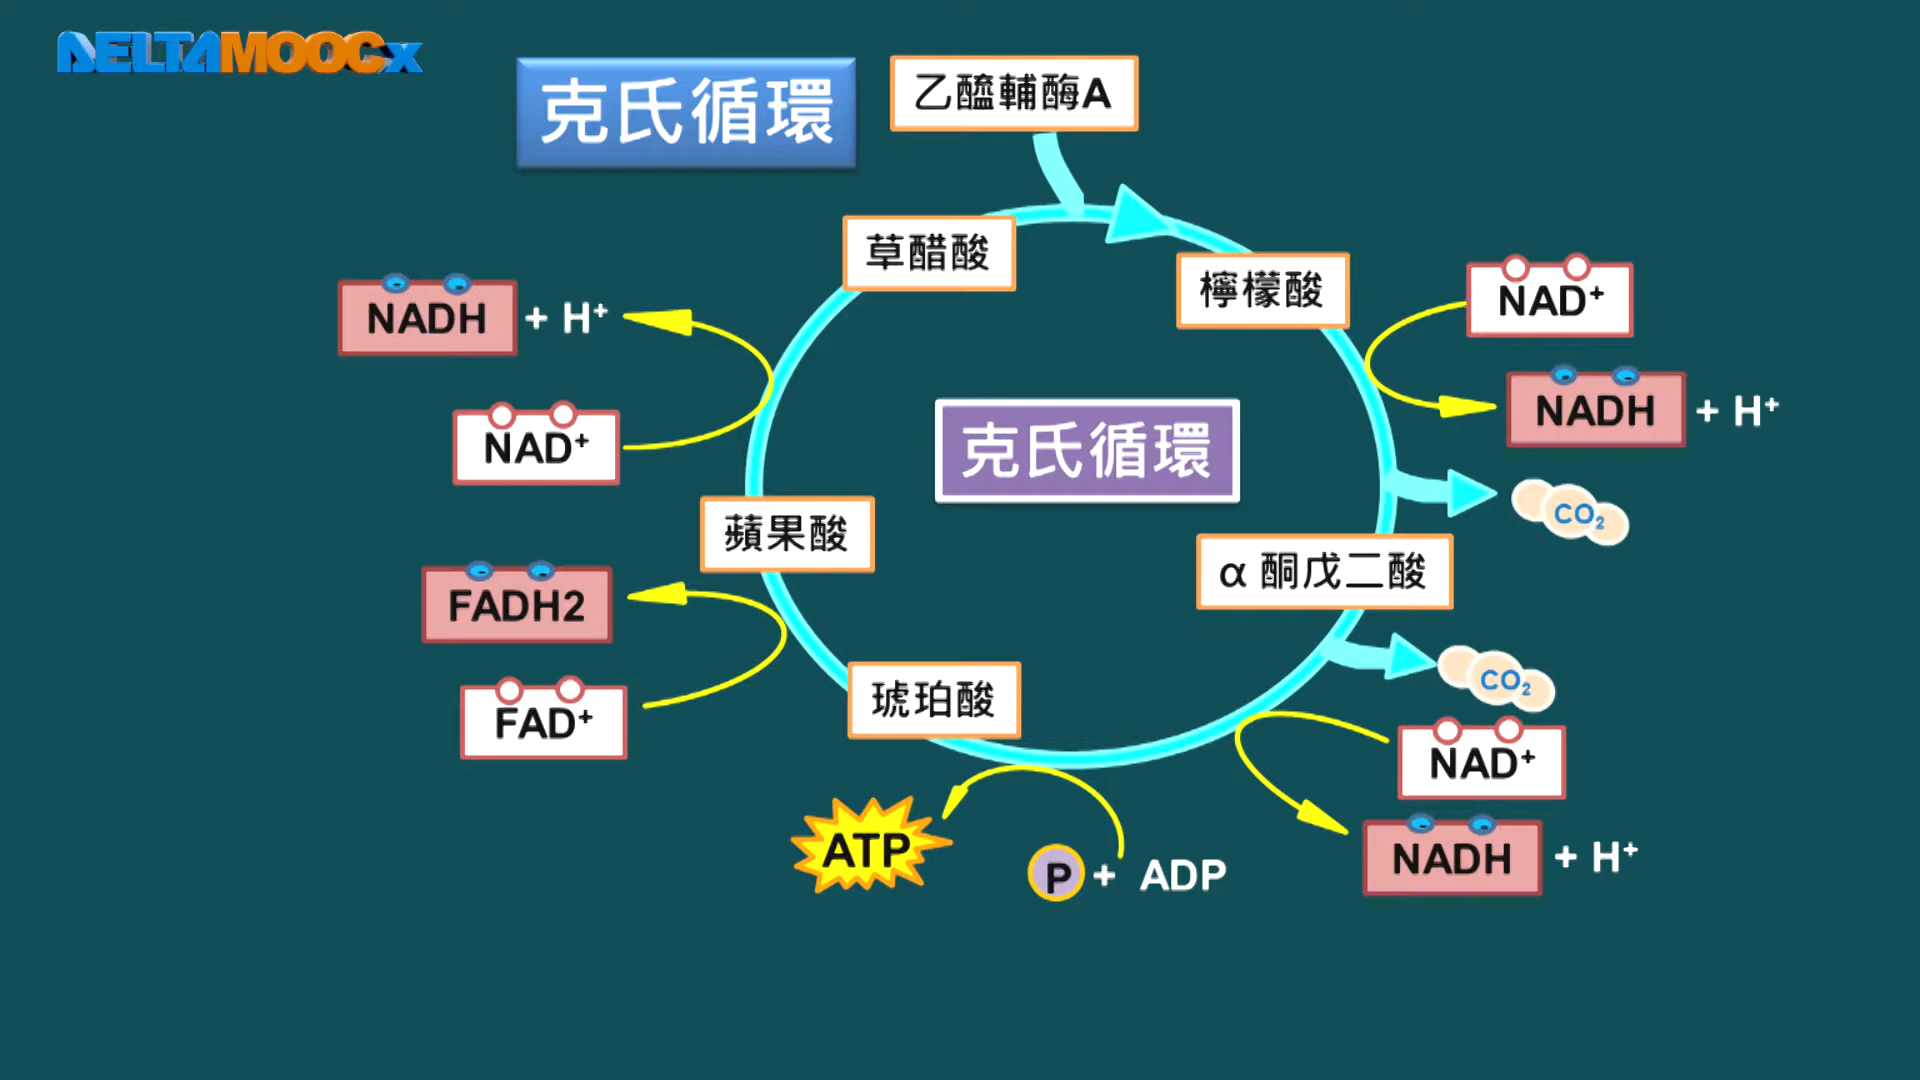 DELTAMOOCx
克氏循環
乙醯輔酶A
草醋酸
檸檬酸
NAD⁺
NADH + H⁺
NADH + H⁺
NAD⁺
克氏循環
CO₂
蘋果酸
α 酮戊二酸
FADH2
FAD⁺
琥珀酸
CO₂
NAD⁺
ATP
P + ADP
NADH + H⁺